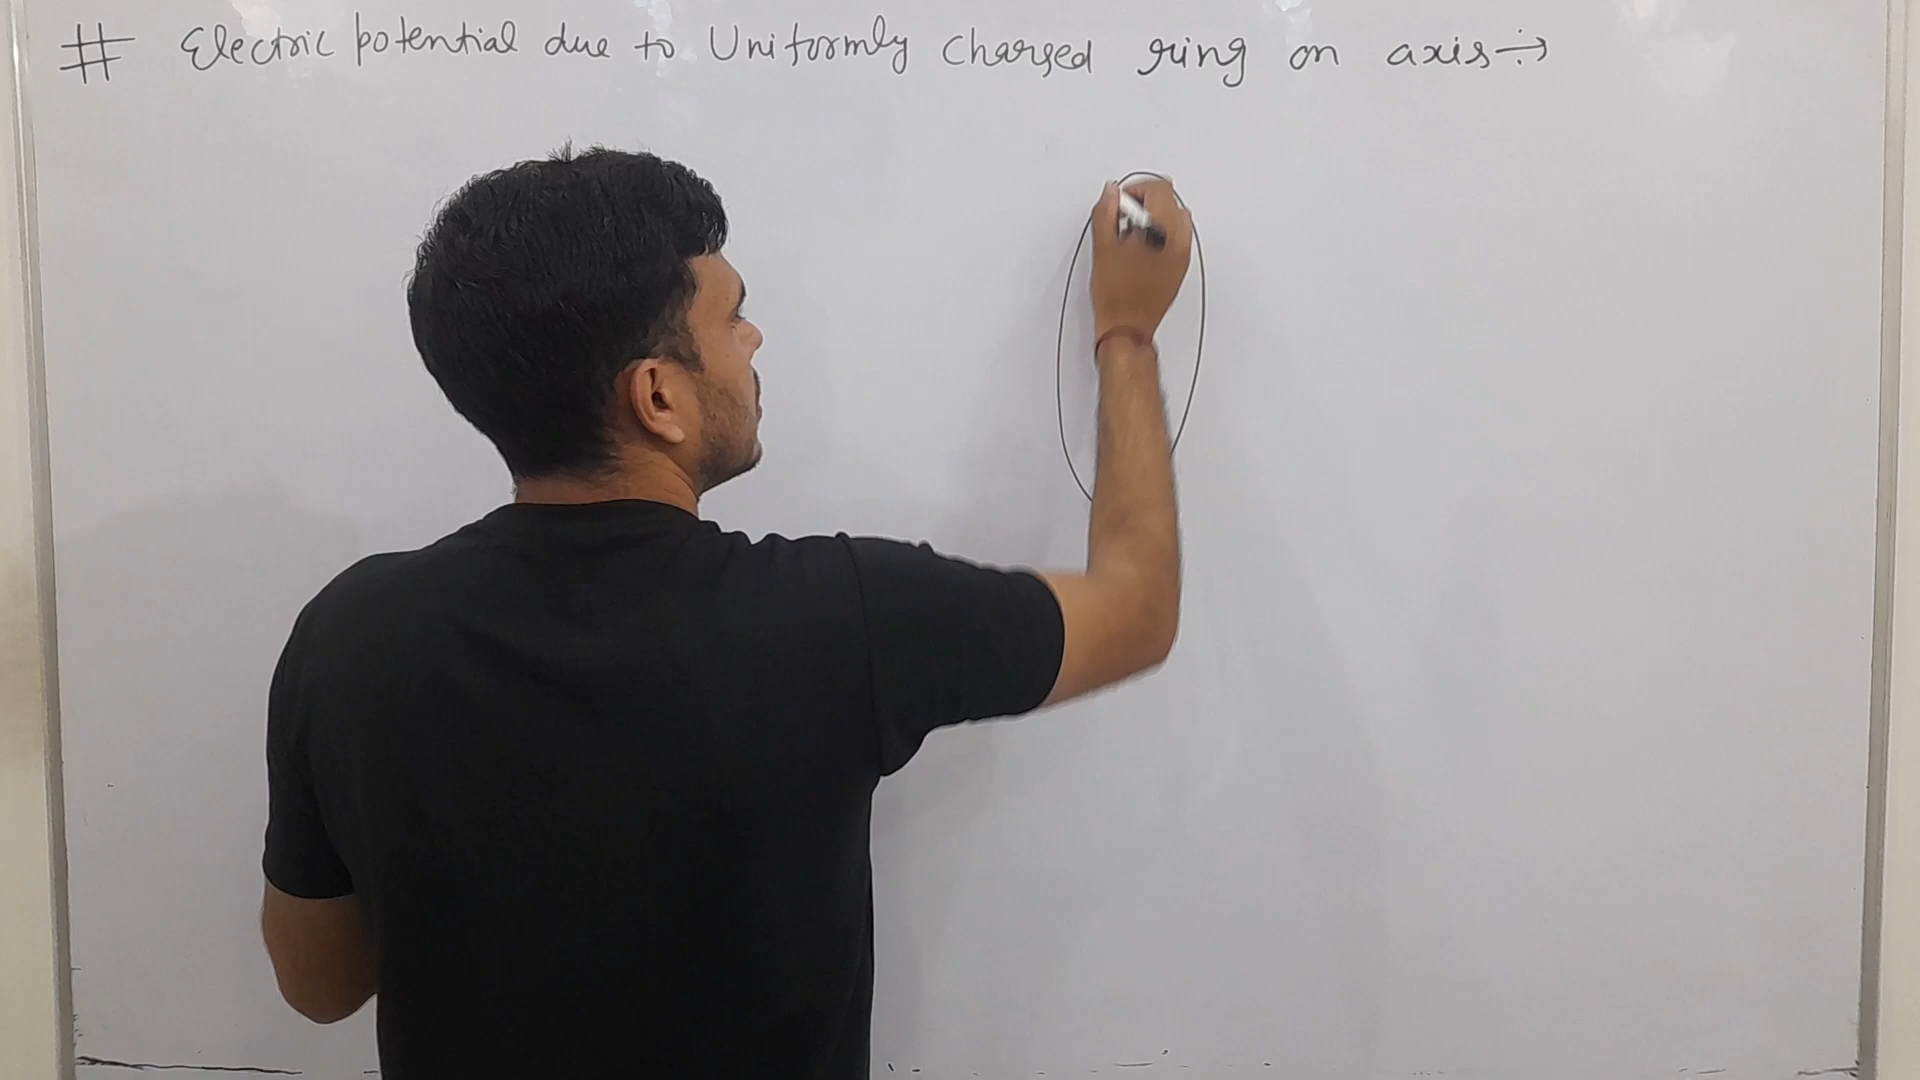 # Electric potential due to Uniformly Charged ring on axis ÷→